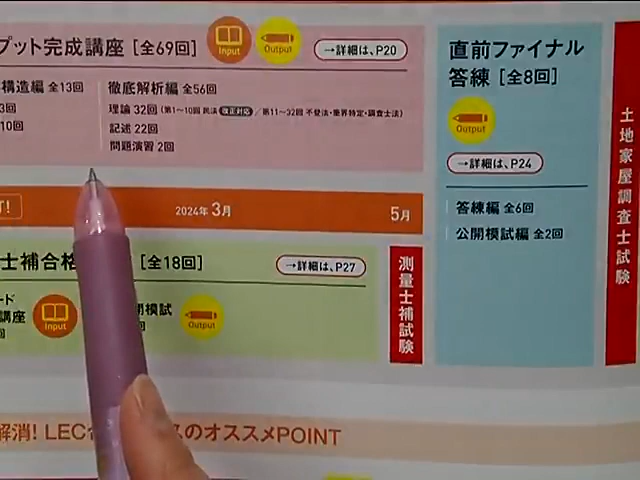 プット完成講座 [全69回]
Input
Output
→詳細は、P20
構造編 全13回
3回
10回
徹底解析編 全56回
理論 32回 (第1〜10回 民法 改正対応 / 第11〜32回 不登法・筆界特定・調査士法)
記述 22回
問題演習 2回
直前ファイナル
答練 [全8回]
Output
→詳細は、P24
答練編 全6回
公開模試編 全2回
土地家屋調査士試験
T!
2024年 3月
5月
士補合格
[全18回]
→詳細は、P27
ード
講座
回
Input
開模試
回
Output
測量士補試験
解消! LEC
スのオススメPOINT